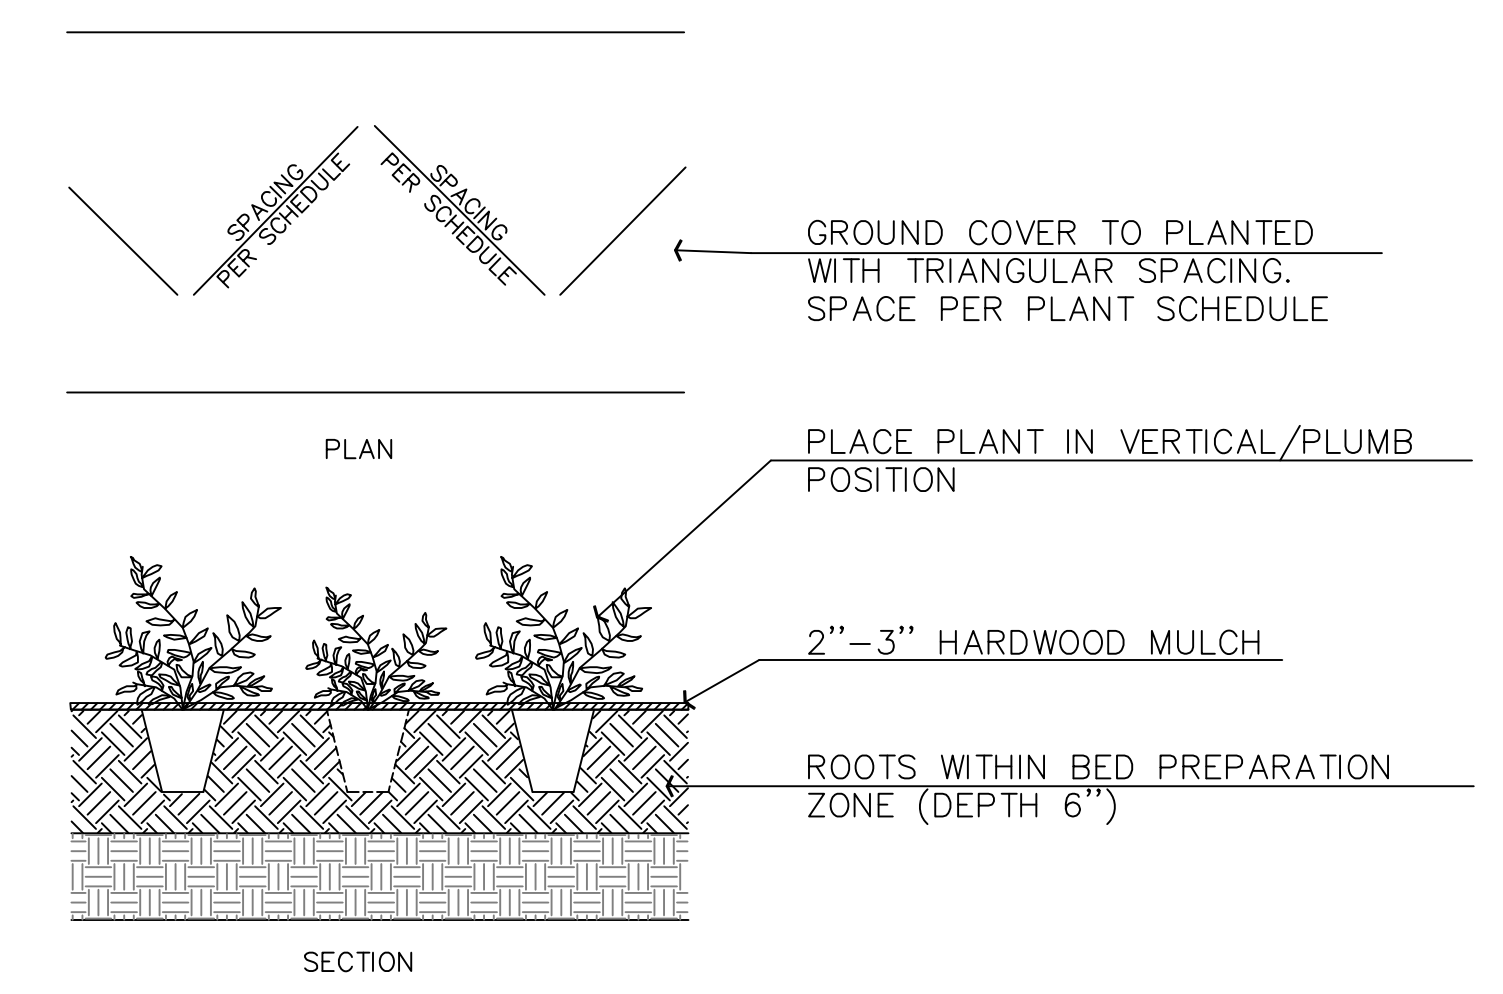 SPACING
PER SCHEDULE
SPACING
PER SCHEDULE
GROUND COVER TO PLANTED
WITH TRIANGULAR SPACING.
SPACE PER PLANT SCHEDULE
PLAN
PLACE PLANT IN VERTICAL/PLUMB
POSITION
2”–3” HARDWOOD MULCH
ROOTS WITHIN BED PREPARATION
ZONE (DEPTH 6”)
SECTION